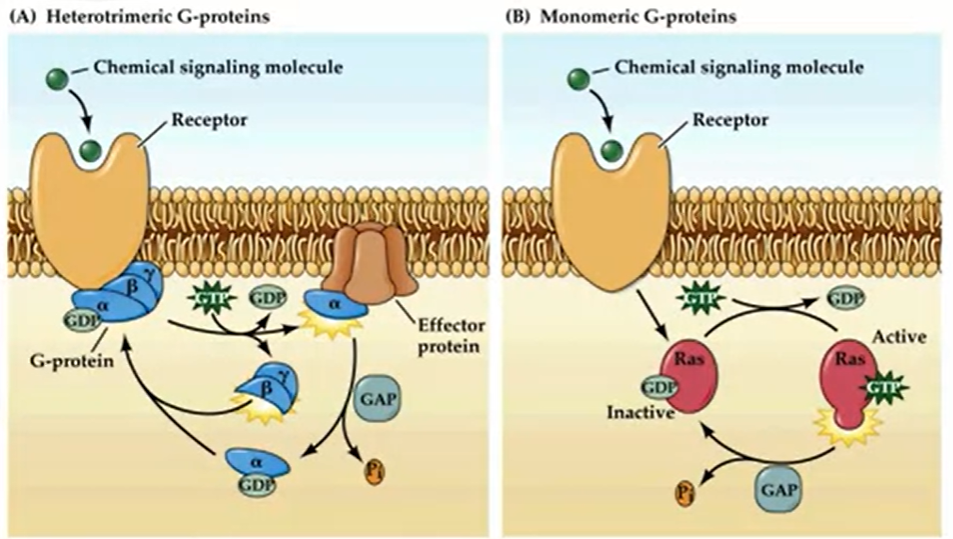 (A) Heterotrimeric G-proteins
Chemical signaling molecule
Receptor
γ
β
α
GDP
G-protein
GTP
GDP
α
Effector
protein
γ
β
GAP
α
GDP
Pi
(B) Monomeric G-proteins
Chemical signaling molecule
Receptor
GTP
GDP
Active
Ras
GDP
Inactive
Ras
GTP
Pi
GAP